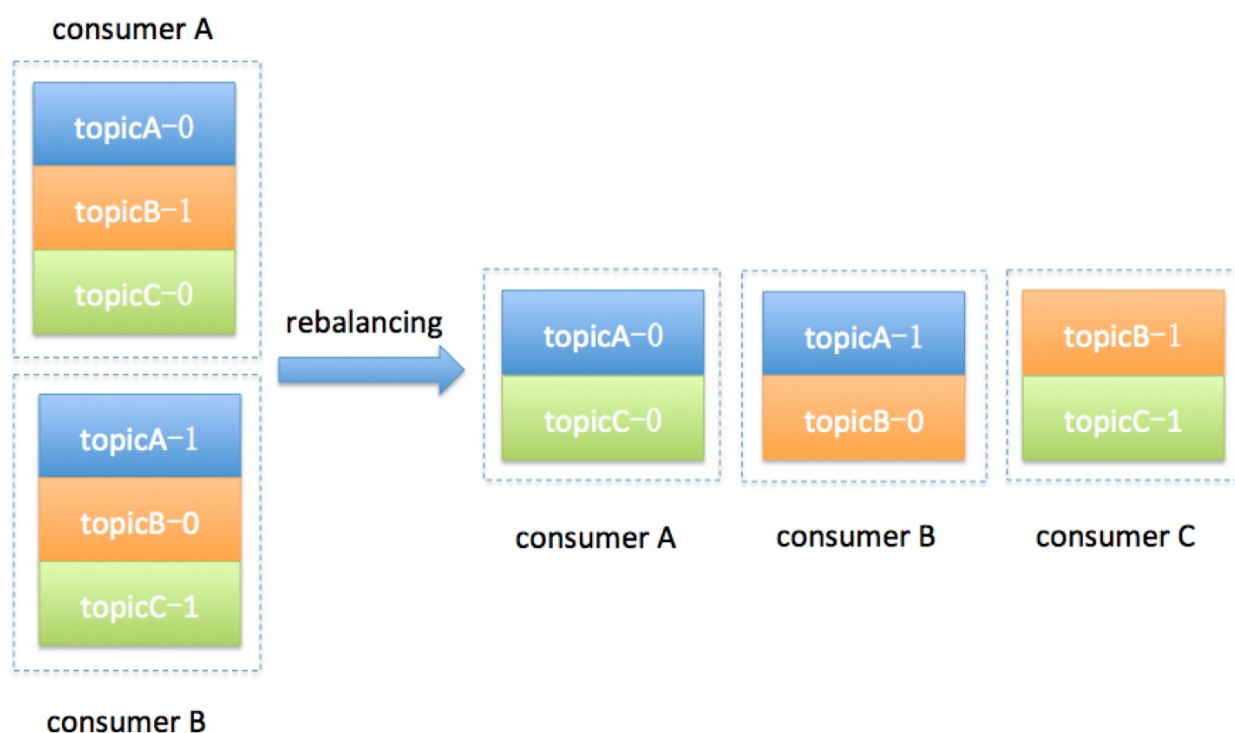 consumer A
topicA-0
topicB-1
topicC-0
topicA-1
topicB-0
topicC-1
consumer B
rebalancing
topicA-0
topicC-0
consumer A
topicA-1
topicB-0
consumer B
topicB-1
topicC-1
consumer C